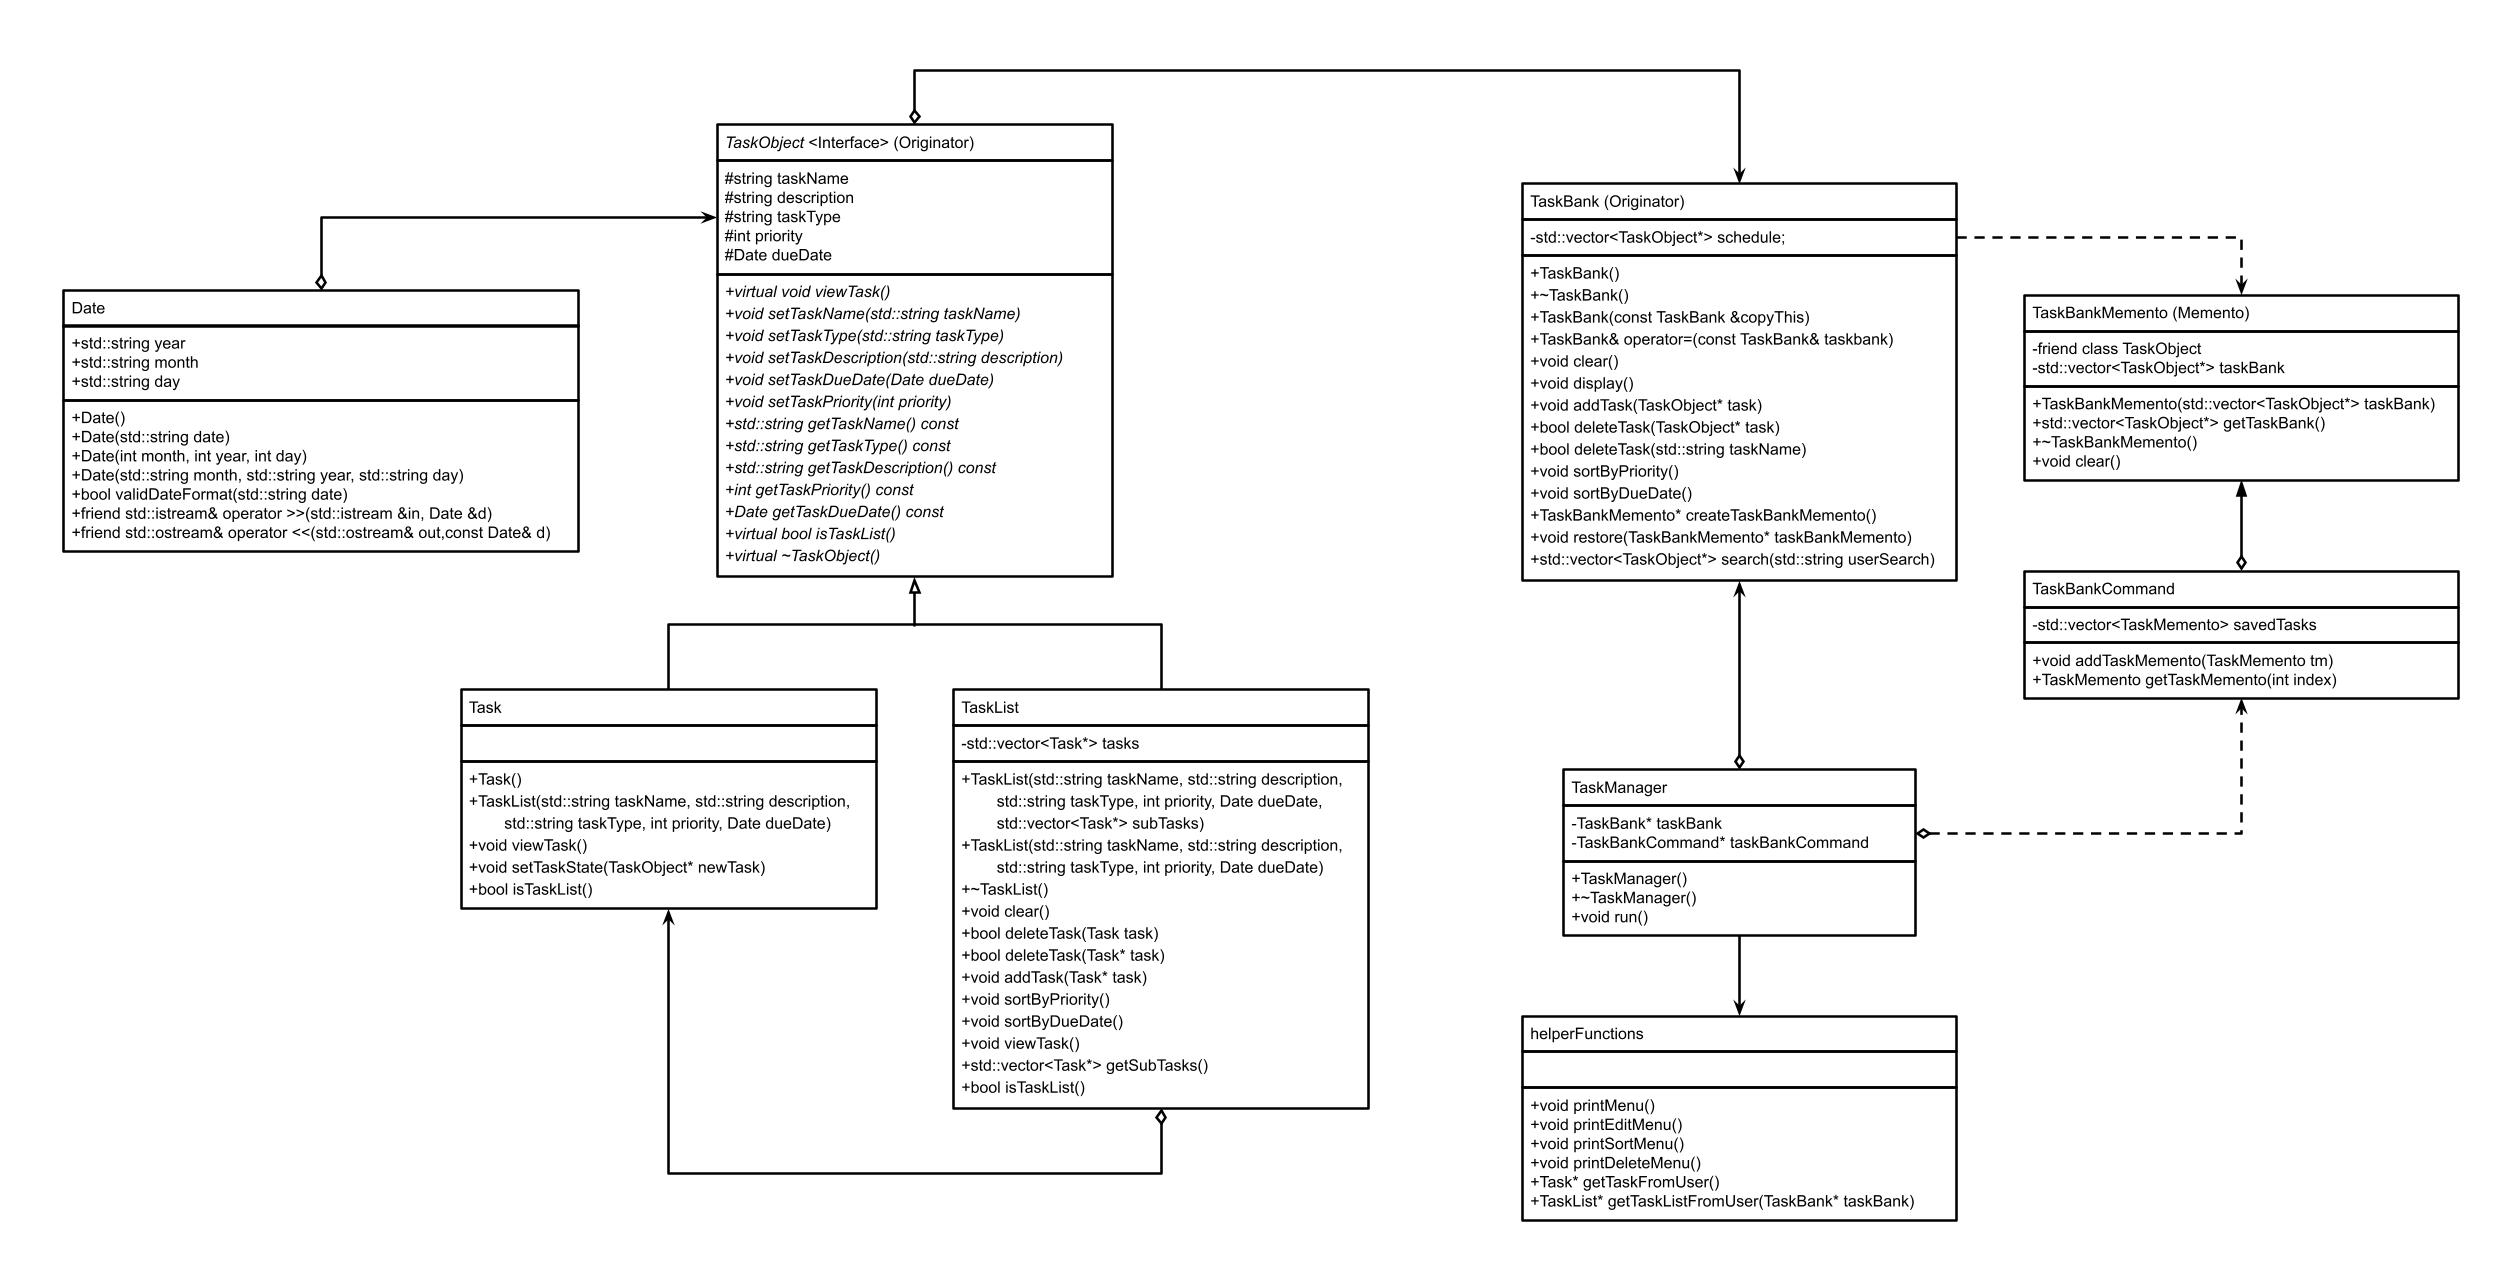 TaskObject <Interface> (Originator)
#string taskName
#string description
#string taskType
#int priority
#Date dueDate
+virtual void viewTask()
+void setTaskName(std::string taskName)
+void setTaskType(std::string taskType)
+void setTaskDescription(std::string description)
+void setTaskDueDate(Date dueDate)
+void setTaskPriority(int priority)
+std::string getTaskName() const
+std::string getTaskType() const
+std::string getTaskDescription() const
+int getTaskPriority() const
+Date getTaskDueDate() const
+virtual bool isTaskList()
+virtual ~TaskObject()
Date
+std::string year
+std::string month
+std::string day
+Date()
+Date(std::string date)
+Date(int month, int year, int day)
+Date(std::string month, std::string year, std::string day)
+bool validDateFormat(std::string date)
+friend std::istream& operator >>(std::istream &in, Date &d)
+friend std::ostream& operator <<(std::ostream& out,const Date& d)
Task
+Task()
+TaskList(std::string taskName, std::string description,
std::string taskType, int priority, Date dueDate)
+void viewTask()
+void setTaskState(TaskObject* newTask)
+bool isTaskList()
TaskList
-std::vector<Task*> tasks
+TaskList(std::string taskName, std::string description,
std::string taskType, int priority, Date dueDate,
std::vector<Task*> subTasks)
+TaskList(std::string taskName, std::string description,
std::string taskType, int priority, Date dueDate)
+~TaskList()
+void clear()
+bool deleteTask(Task task)
+bool deleteTask(Task* task)
+void addTask(Task* task)
+void sortByPriority()
+void sortByDueDate()
+void viewTask()
+std::vector<Task*> getSubTasks()
+bool isTaskList()
TaskBank (Originator)
-std::vector<TaskObject*> schedule;
+TaskBank()
+~TaskBank()
+TaskBank(const TaskBank &copyThis)
+TaskBank& operator=(const TaskBank& taskbank)
+void clear()
+void display()
+void addTask(TaskObject* task)
+bool deleteTask(TaskObject* task)
+bool deleteTask(std::string taskName)
+void sortByPriority()
+void sortByDueDate()
+TaskBankMemento* createTaskBankMemento()
+void restore(TaskBankMemento* taskBankMemento)
+std::vector<TaskObject*> search(std::string userSearch)
TaskBankMemento (Memento)
-friend class TaskObject
-std::vector<TaskObject*> taskBank
+TaskBankMemento(std::vector<TaskObject*> taskBank)
+std::vector<TaskObject*> getTaskBank()
+~TaskBankMemento()
+void clear()
TaskBankCommand
-std::vector<TaskMemento> savedTasks
+void addTaskMemento(TaskMemento tm)
+TaskMemento getTaskMemento(int index)
TaskManager
-TaskBank* taskBank
-TaskBankCommand* taskBankCommand
+TaskManager()
+~TaskManager()
+void run()
helperFunctions
+void printMenu()
+void printEditMenu()
+void printSortMenu()
+void printDeleteMenu()
+Task* getTaskFromUser()
+TaskList* getTaskListFromUser(TaskBank* taskBank)